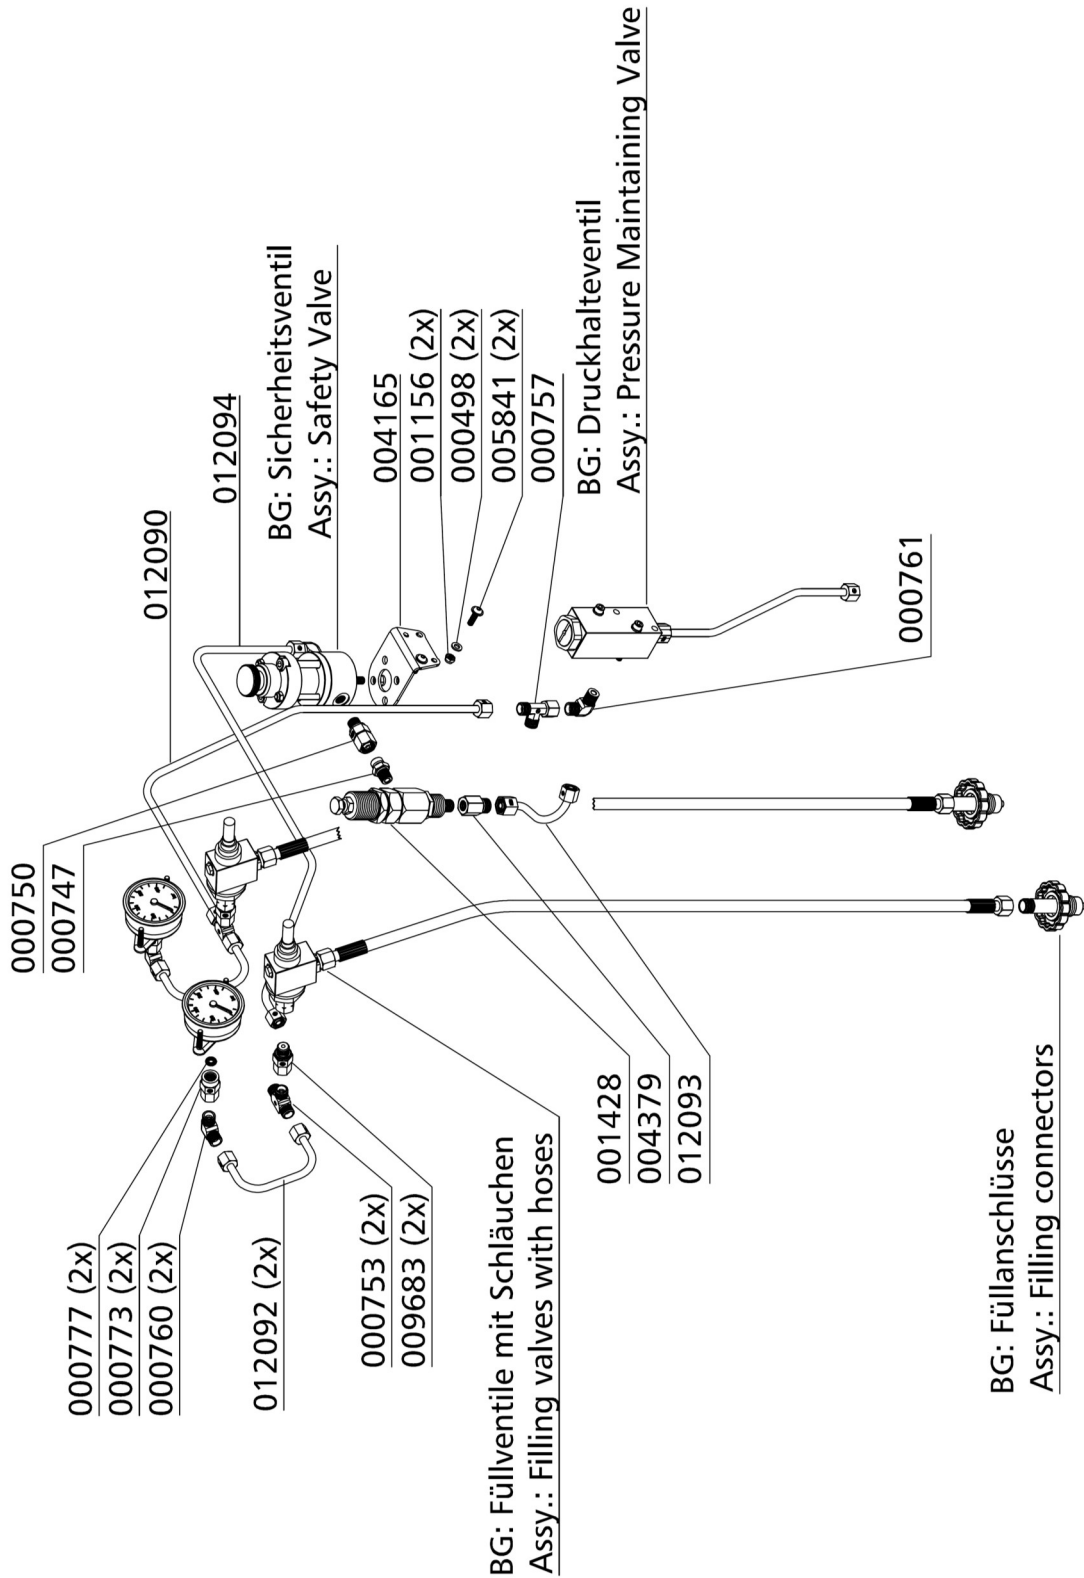 000750
000747
012090
012094
BG: Sicherheitsventil
Assy.: Safety Valve
004165
001156 (2x)
000498 (2x)
005841 (2x)
000757
BG: Druckhalteventil
Assy.: Pressure Maintaining Valve
000761
000777 (2x)
000773 (2x)
000760 (2x)
012092 (2x)
000753 (2x)
009683 (2x)
BG: Füllventile mit Schläuchen
Assy.: Filling valves with hoses
001428
004379
012093
BG: Füllanschlüsse
Assy.: Filling connectors